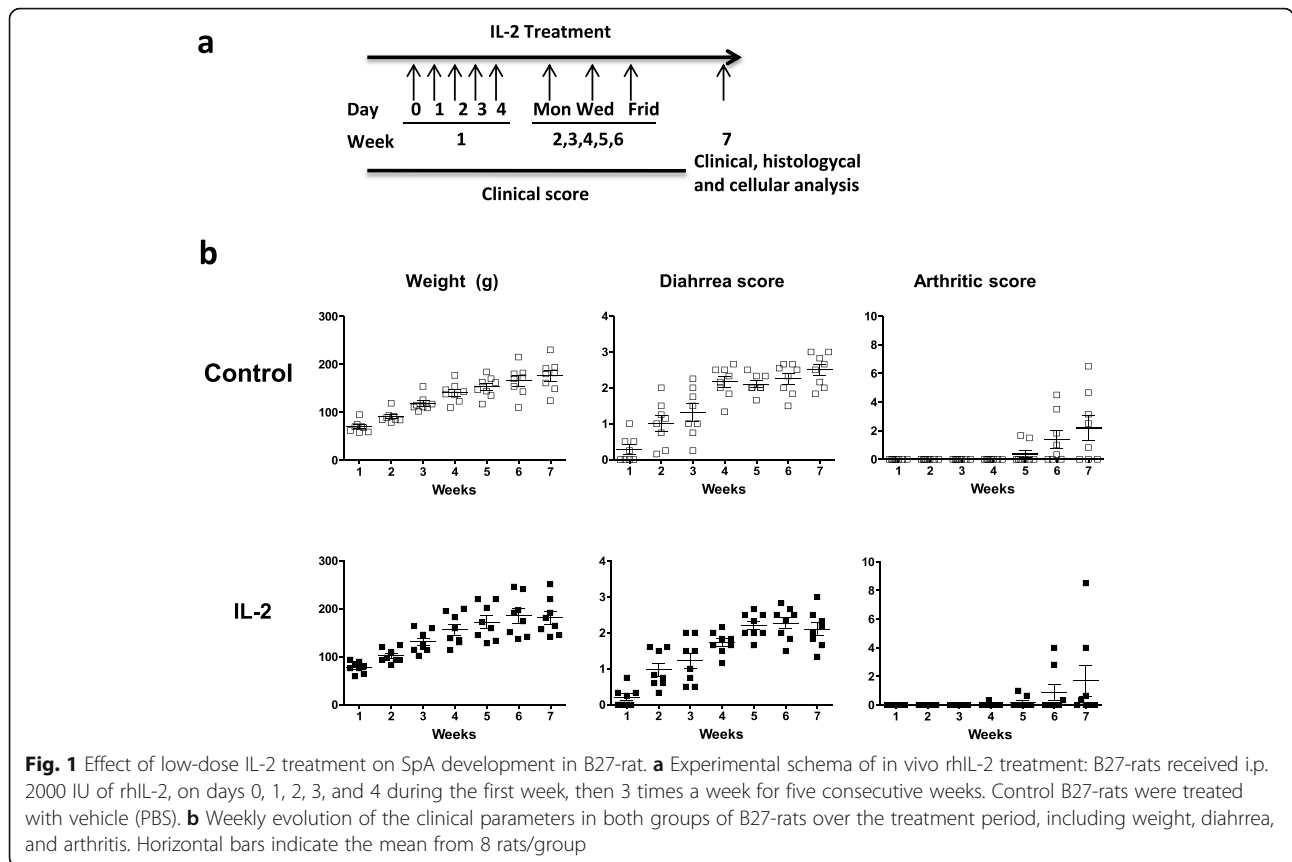 a
IL-2 Treatment
Day 0 1 2 3 4 Mon Wed Frid
Week 1 2,3,4,5,6 7
Clinical score
Clinical, histologycal
and cellular analysis
b
Weight (g) Diahrrea score Arthritic score
Control
300
200
100
0
1 2 3 4 5 6 7
Weeks
4
3
2
1
0
1 2 3 4 5 6 7
Weeks
10
8
6
4
2
0
1 2 3 4 5 6 7
Weeks
IL-2
300
200
100
0
1 2 3 4 5 6 7
Weeks
4
3
2
1
0
1 2 3 4 5 6 7
Weeks
10
8
6
4
2
0
1 2 3 4 5 6 7
Weeks
Fig. 1 Effect of low-dose IL-2 treatment on SpA development in B27-rat. a Experimental schema of in vivo rhIL-2 treatment: B27-rats received i.p.
2000 IU of rhIL-2, on days 0, 1, 2, 3, and 4 during the first week, then 3 times a week for five consecutive weeks. Control B27-rats were treated
with vehicle (PBS). b Weekly evolution of the clinical parameters in both groups of B27-rats over the treatment period, including weight, diahrrea,
and arthritis. Horizontal bars indicate the mean from 8 rats/group